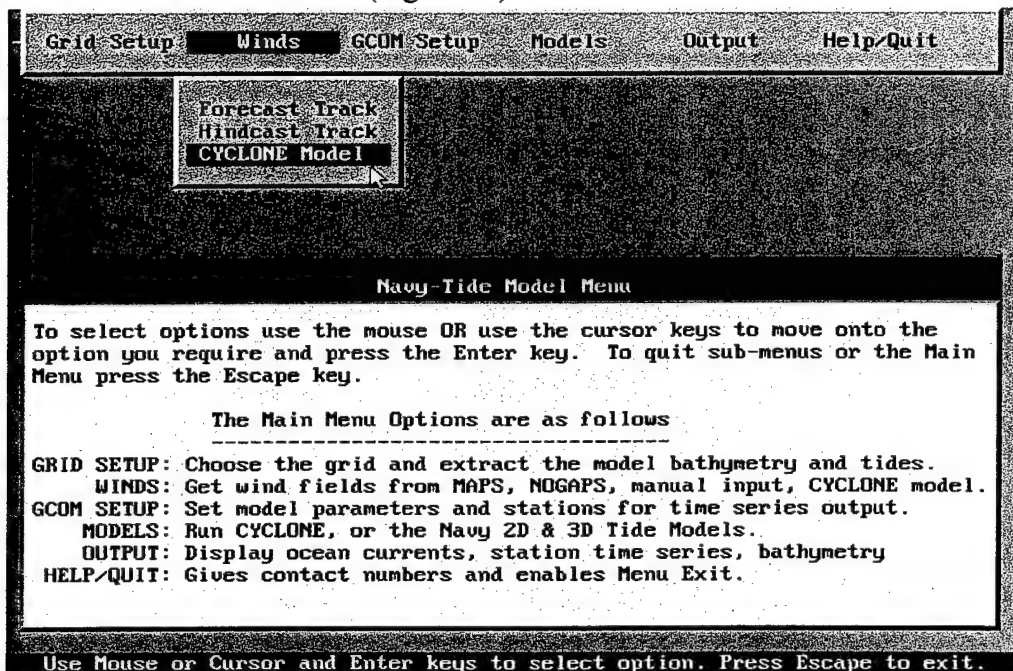 Grid Setup Winds GCOM Setup Models Output Help/Quit
Forecast Track
Hindcast Track
CYCLONE Model
Navy-Tide Model Menu
To select options use the mouse OR use the cursor keys to move onto the
option you require and press the Enter key. To quit sub-menus or the Main
Menu press the Escape key.
The Main Menu Options are as follows
------------------------------------
GRID SETUP: Choose the grid and extract the model bathymetry and tides.
WINDS: Get wind fields from MAPS, NOGAPS, manual input, CYCLONE model.
GCOM SETUP: Set model parameters and stations for time series output.
MODELS: Run CYCLONE, or the Navy 2D & 3D Tide Models.
OUTPUT: Display ocean currents, station time series, bathymetry
HELP/QUIT: Gives contact numbers and enables Menu Exit.
Use Mouse or Cursor and Enter keys to select option. Press Escape to exit.